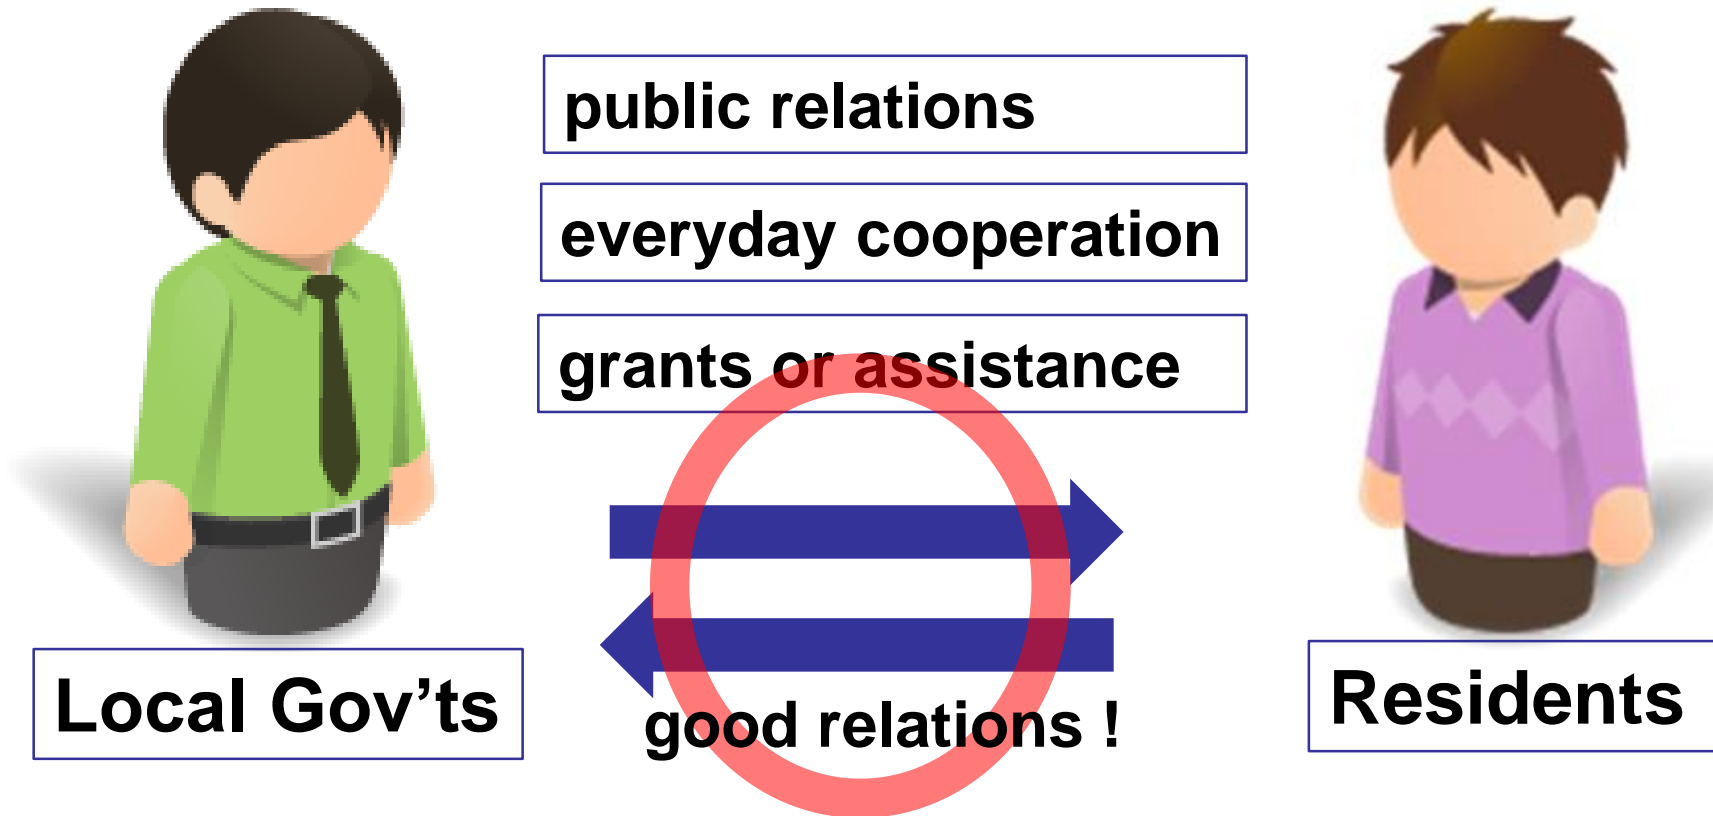 public relations
everyday cooperation
grants or assistance
Local Gov’ts
good relations !
Residents